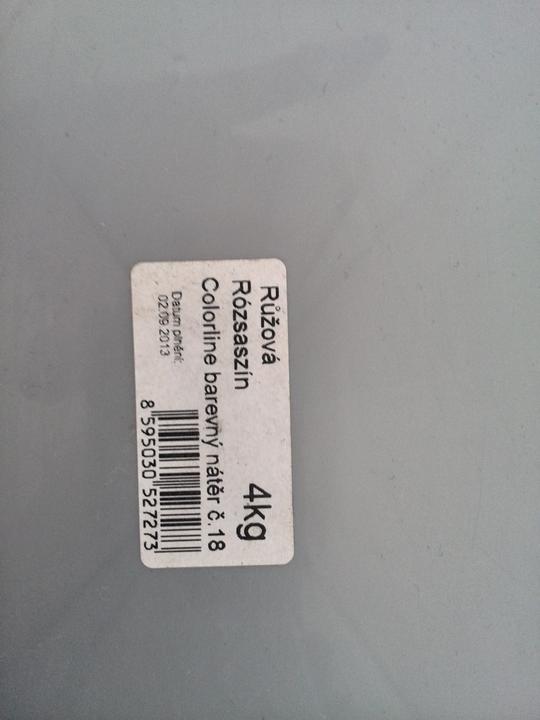 Růžová
Rózsaszín
4kg
Colorline barevný nátěr č.18
Datum plnění:
02.09.2013
8 595030 527273